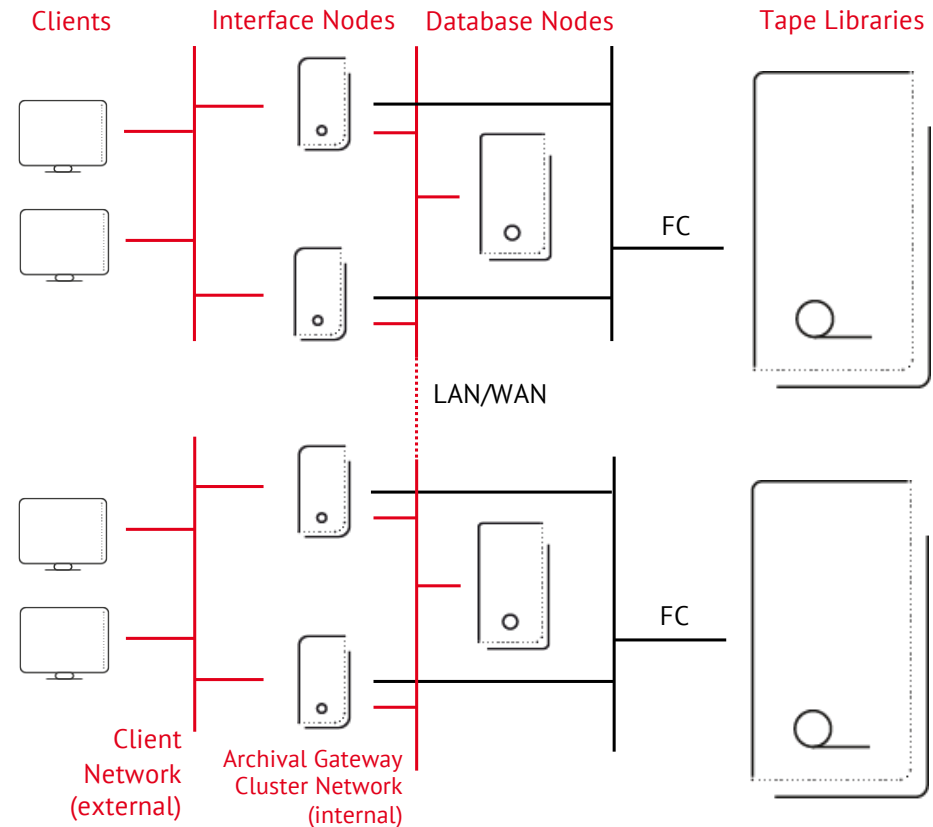 Clients
Interface Nodes
Database Nodes
Tape Libraries
FC
LAN/WAN
FC
Client
Network
(external)
Archival Gateway
Cluster Network
(internal)